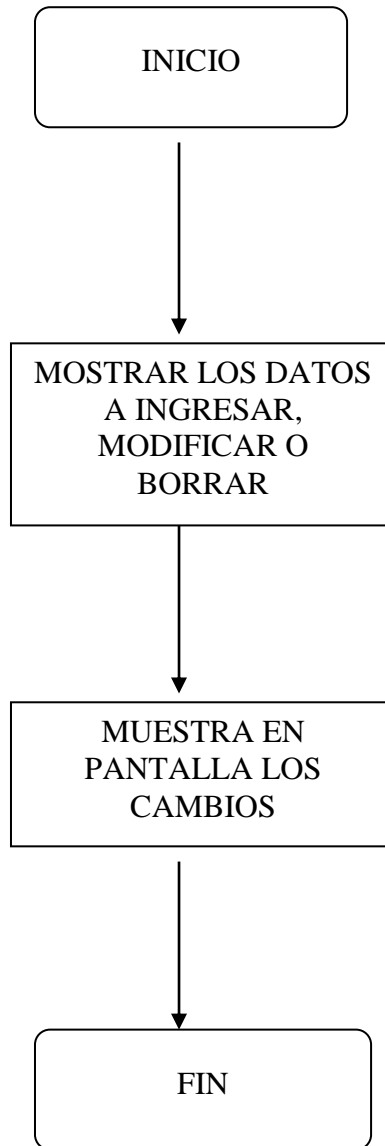 INICIO
MOSTRAR LOS DATOS
A INGRESAR,
MODIFICAR O
BORRAR
MUESTRA EN
PANTALLA LOS
CAMBIOS
FIN